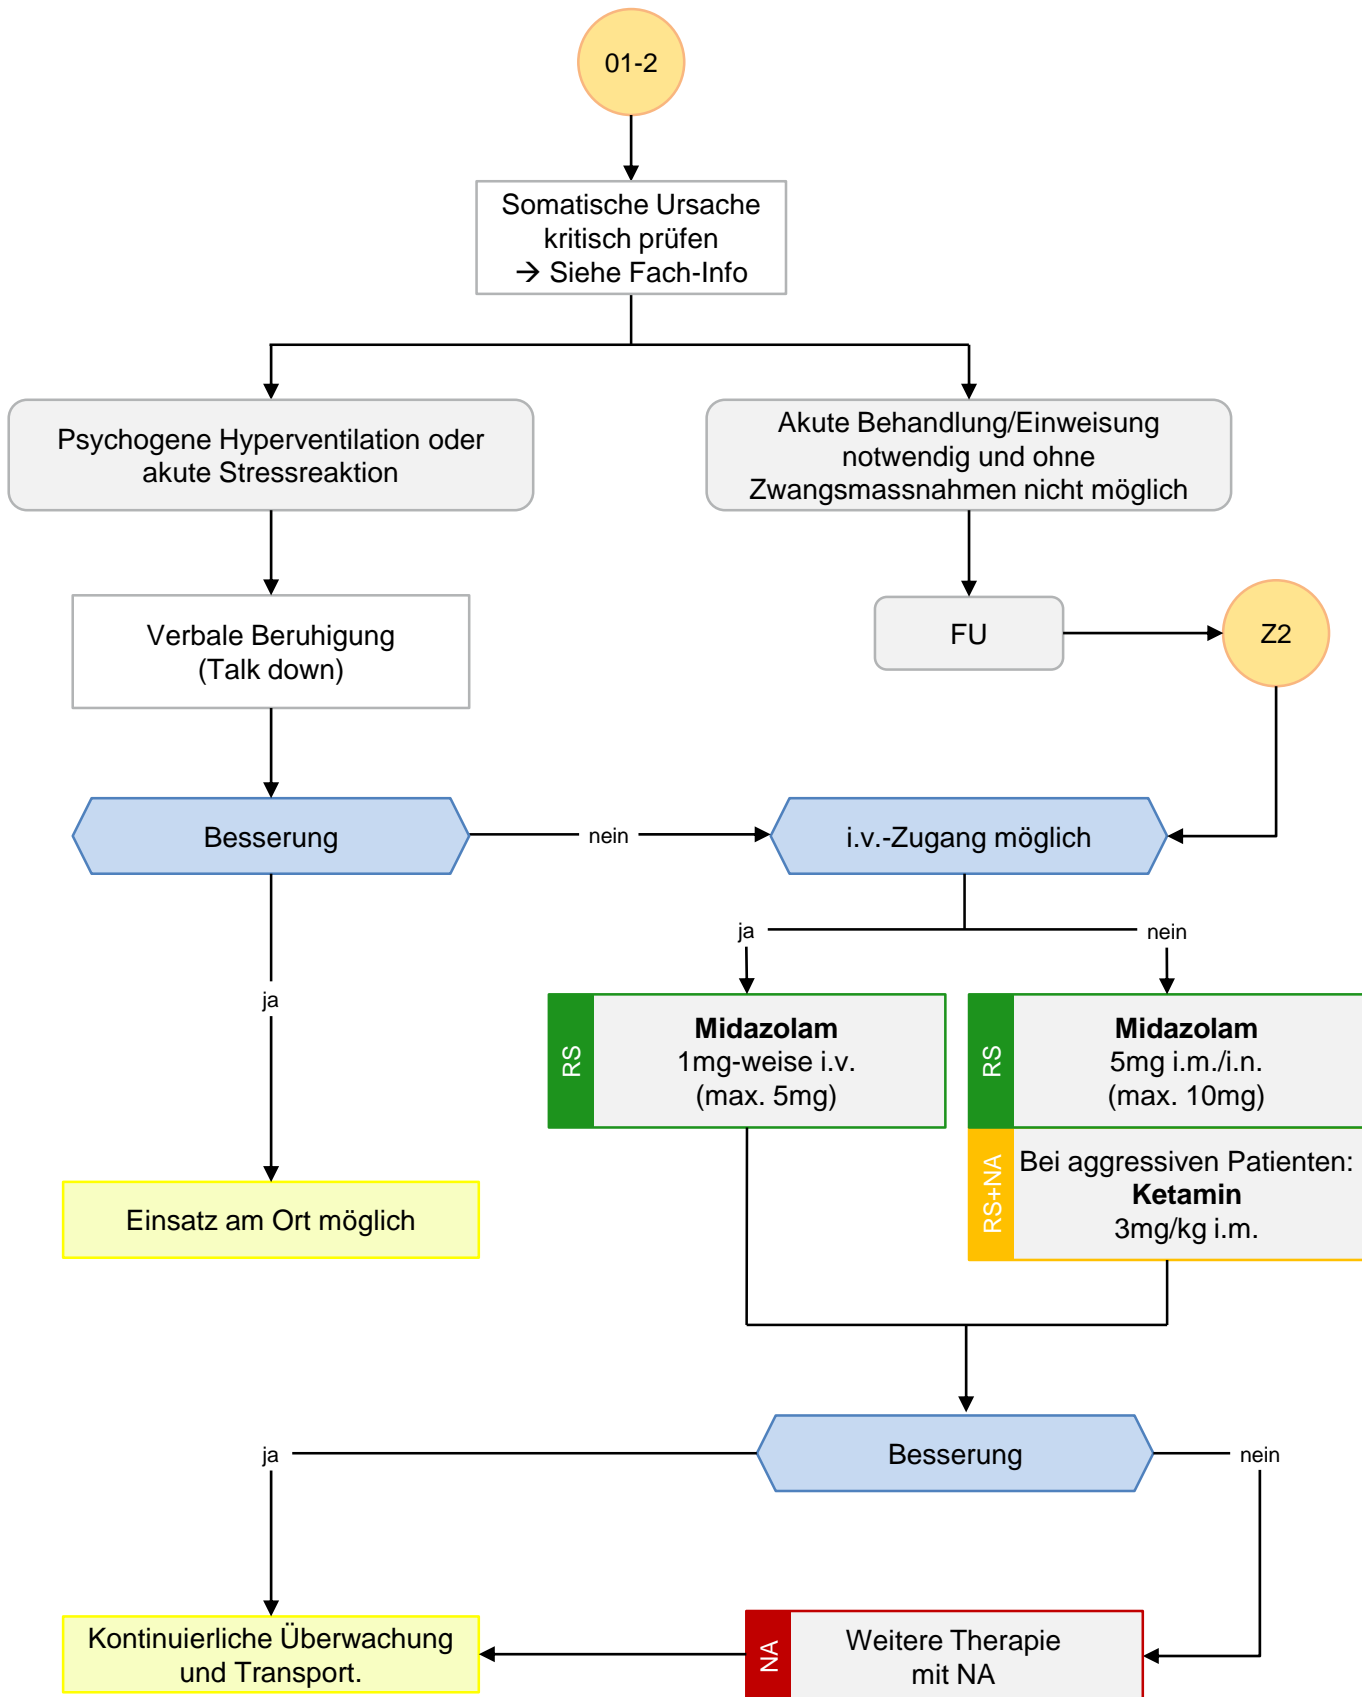 01-2
Somatische Ursache
kritisch prüfen
→ Siehe Fach-Info
Psychogene Hyperventilation oder
akute Stressreaktion
Akute Behandlung/Einweisung
notwendig und ohne
Zwangsmassnahmen nicht möglich
Verbale Beruhigung
(Talk down)
FU
Z2
Besserung
nein
i.v.-Zugang möglich
ja
ja
nein
RS
Midazolam
1mg-weise i.v.
(max. 5mg)
RS
Midazolam
5mg i.m./i.n.
(max. 10mg)
RS+NA
Bei aggressiven Patienten:
Ketamin
3mg/kg i.m.
Einsatz am Ort möglich
ja
Besserung
nein
Kontinuierliche Überwachung
und Transport.
NA
Weitere Therapie
mit NA